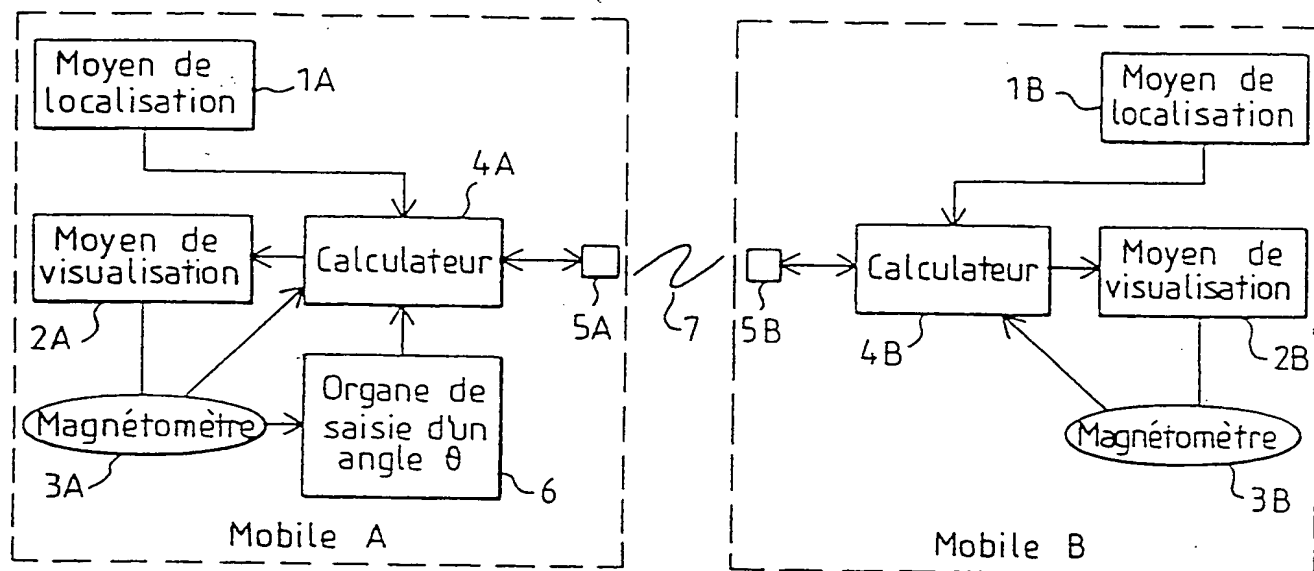 Moyen de
localisation
1A
4A
Moyen de
visualisation
2A
Calculateur
5A
7
Magnétomètre
3A
Organe de
saisie d'un
angle θ
6
Mobile A
Moyen de
localisation
1B
5B
Calculateur
4B
Moyen de
visualisation
2B
Magnétomètre
3B
Mobile B